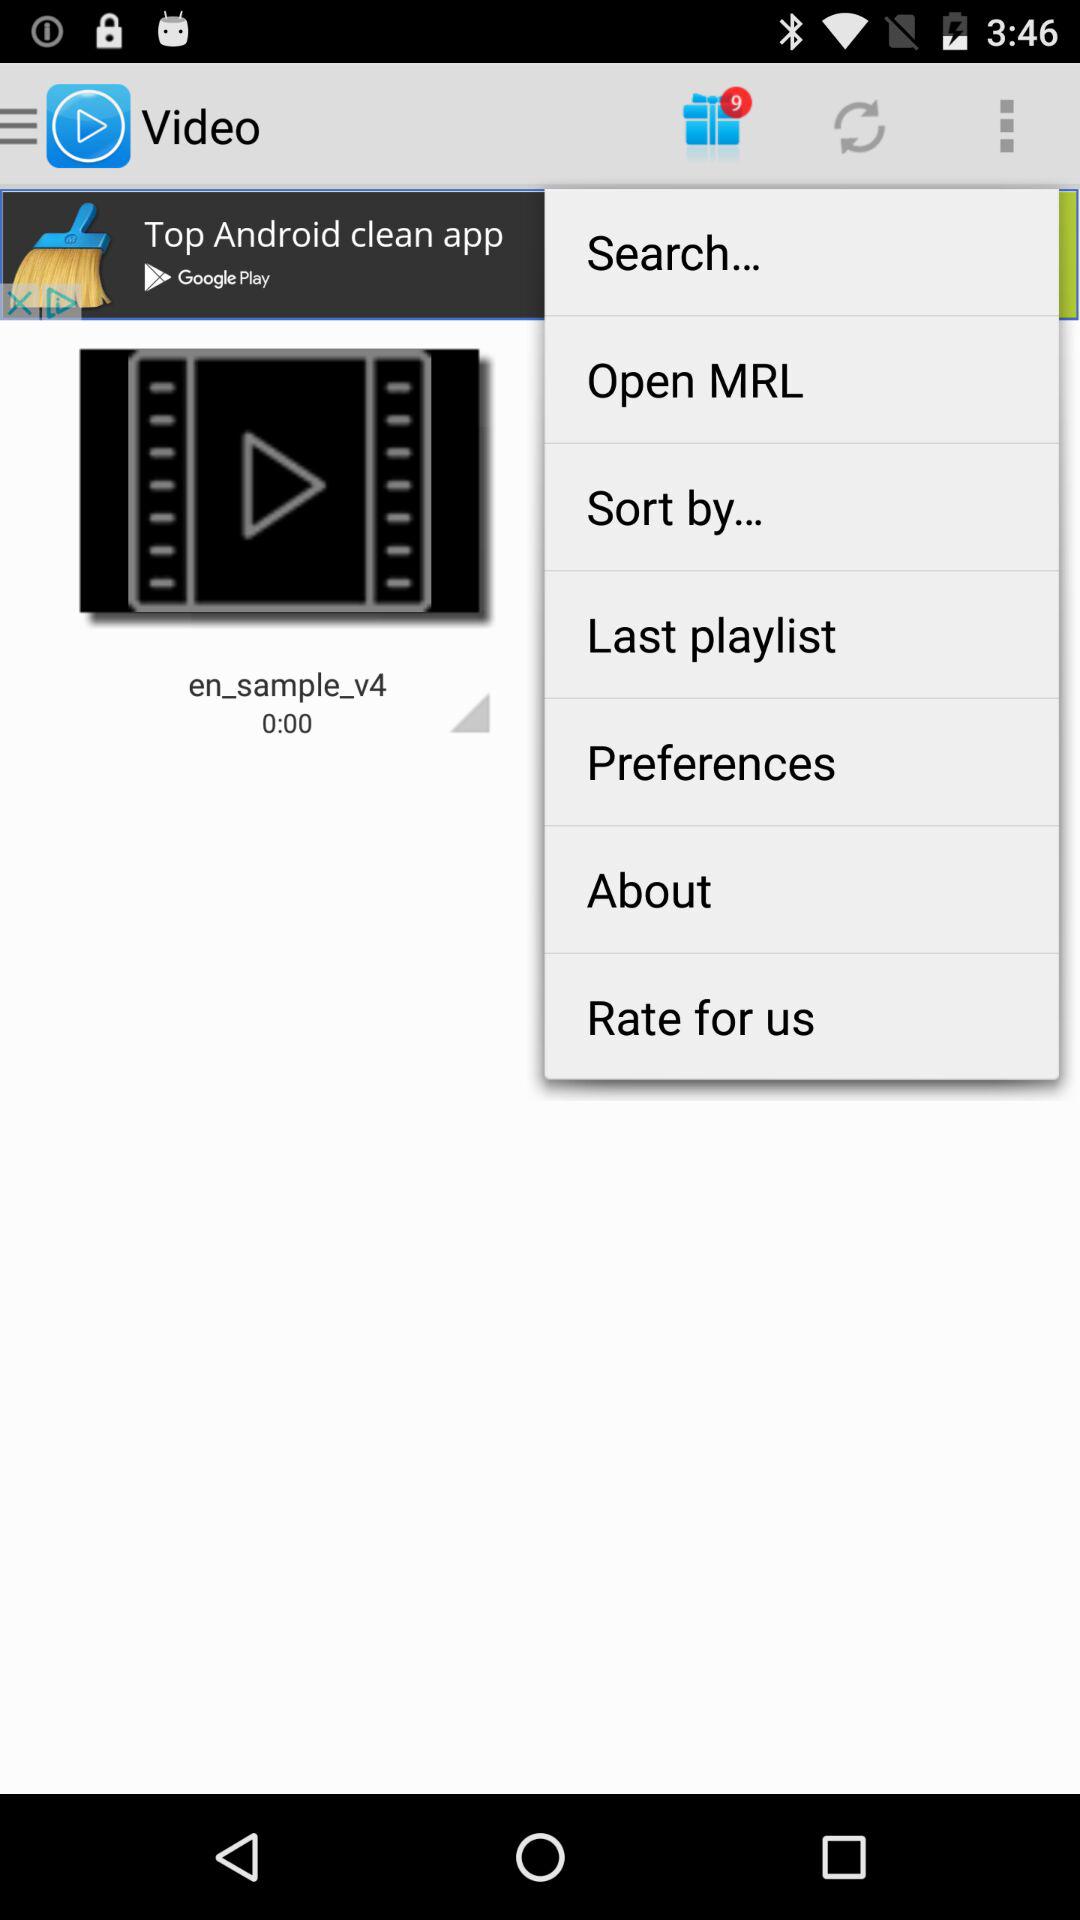 3:46
Video
9
Top Android clean app
Google Play
Search...
Open MRL
Sort by...
Last playlist
Preferences
About
Rate for us
en_sample_v4
0:00